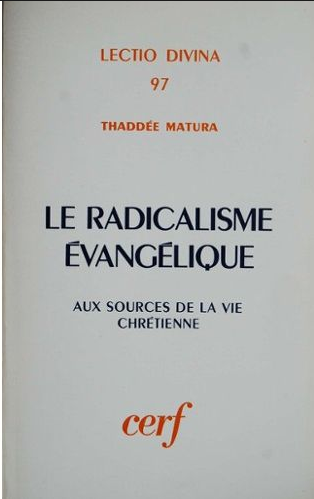 LECTIO DIVINA
97
THADDÉE MATURA
LE RADICALISME
ÉVANGÉLIQUE
AUX SOURCES DE LA VIE
CHRÉTIENNE
cerf